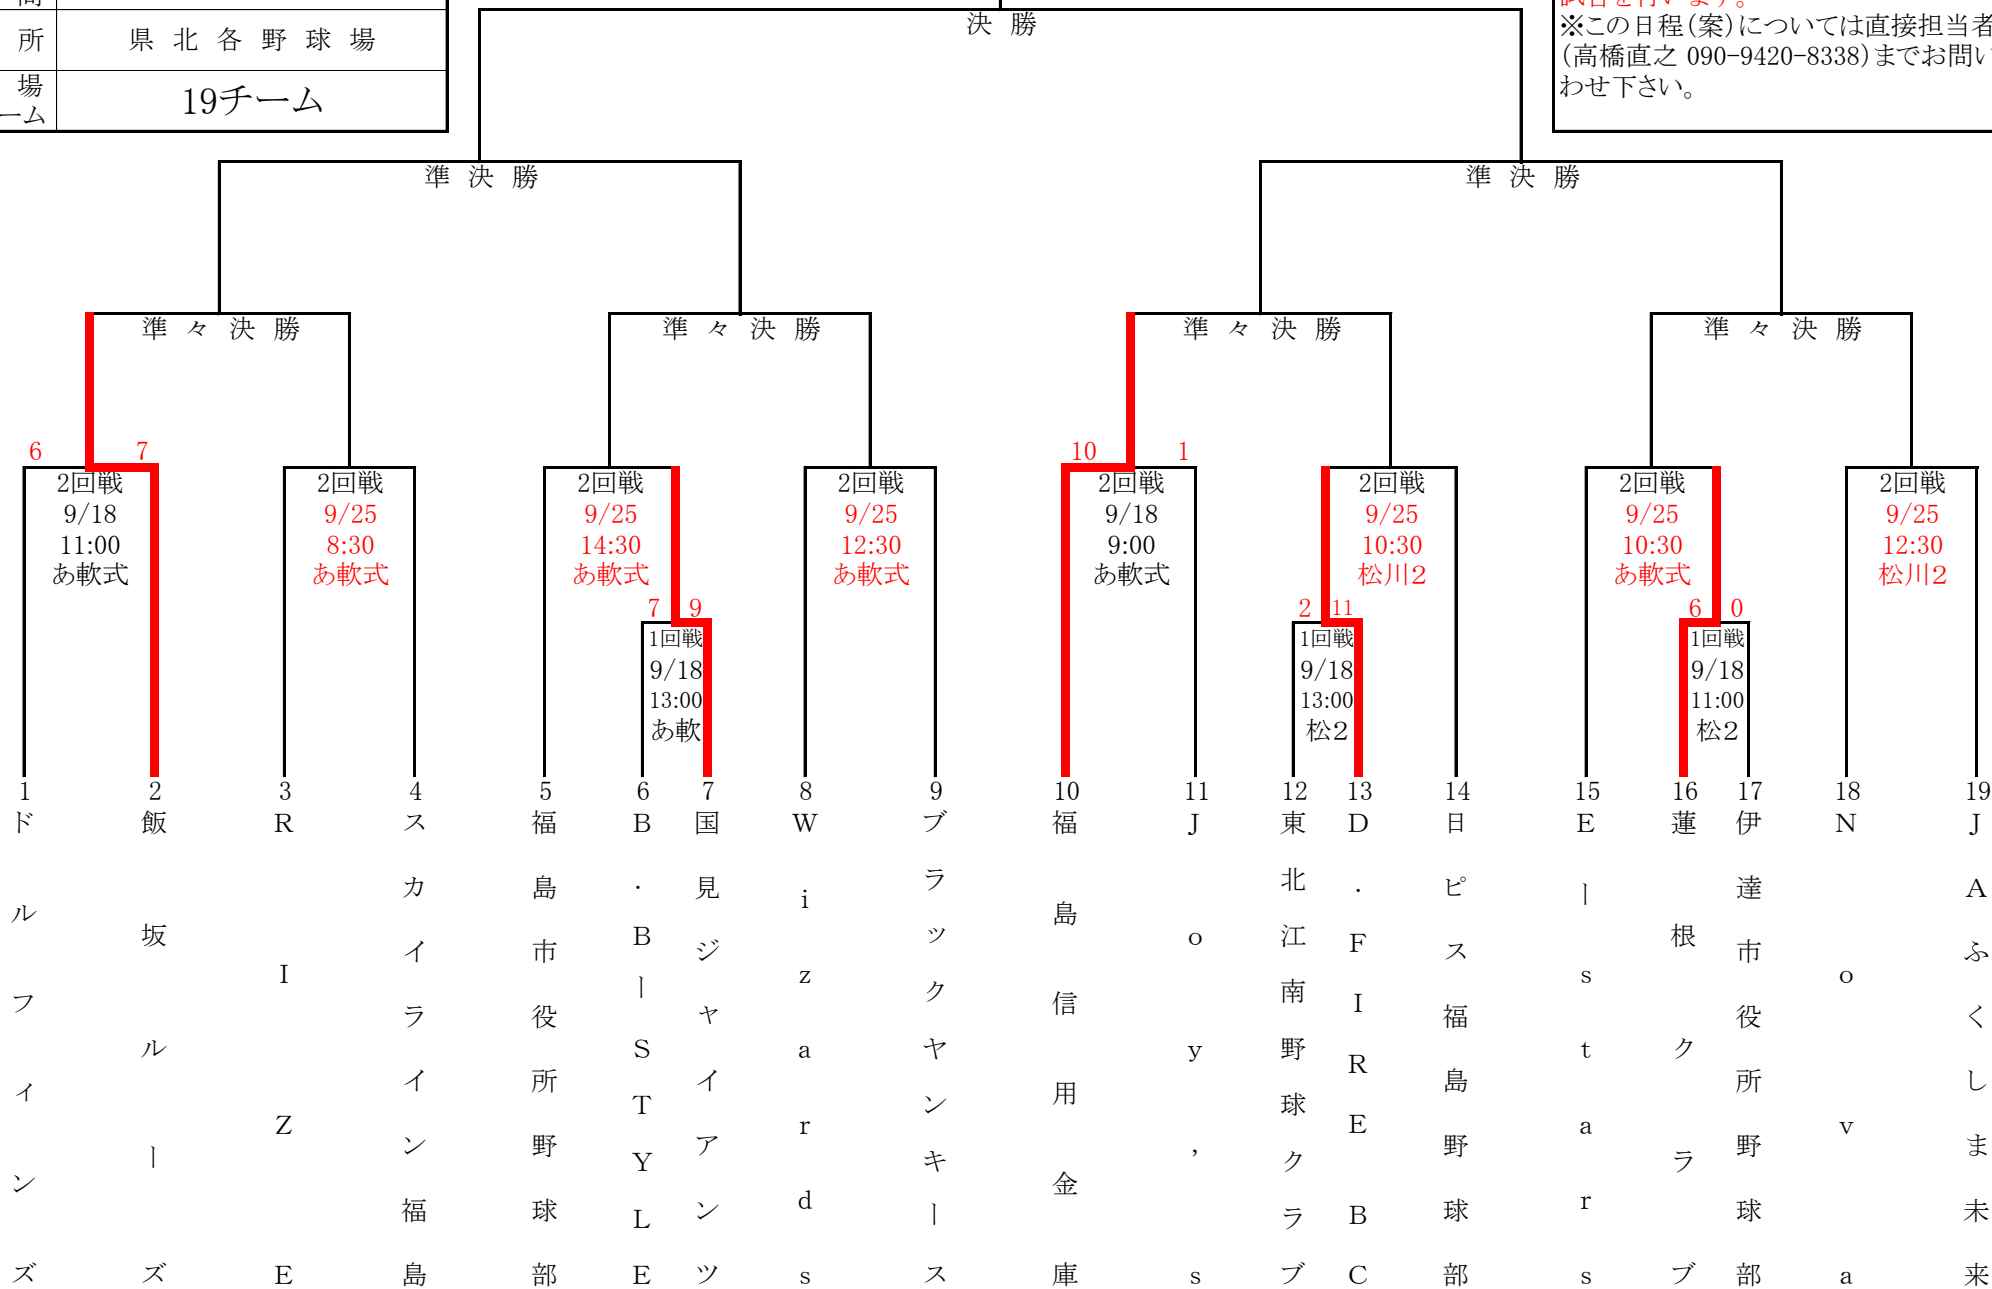 所 県北各野球場
場
ーム
19チーム
決勝
試合を行います。
※この日程(案)については直接担当者
(高橋直之 090-9420-8338)までお問い
わせ下さい。
準決勝
準決勝
準々決勝
準々決勝
準々決勝
準々決勝
6 7
2回戦
9/18
11:00
あ軟式
2回戦
9/25
8:30
あ軟式
2回戦
9/25
14:30
あ軟式
7 9
1回戦
9/18
13:00
あ軟
2回戦
9/25
12:30
あ軟式
10 1
2回戦
9/18
9:00
あ軟式
2回戦
9/25
10:30
松川2
2 11
1回戦
9/18
13:00
松2
2回戦
9/25
10:30
あ軟式
6 0
1回戦
9/18
11:00
松2
2回戦
9/25
12:30
松川2
1 ドルフィンズ
2 飯坂ルーズ
3 RIZE
4 スカイライン福島
5 福島市役所野球部
6 B・B-STYLE
7 国見ジャイアンツ
8 Wizards
9 ブラックヤンキース
10 福島信用金庫
11 Joy's
12 東北江南野球クラブ
13 D・FIRE BC
14 日ピス福島野球部
15 E-stars
16 蓮根クラブ
17 伊達市役所野球部
18 Nova
19 JAふくしま未来